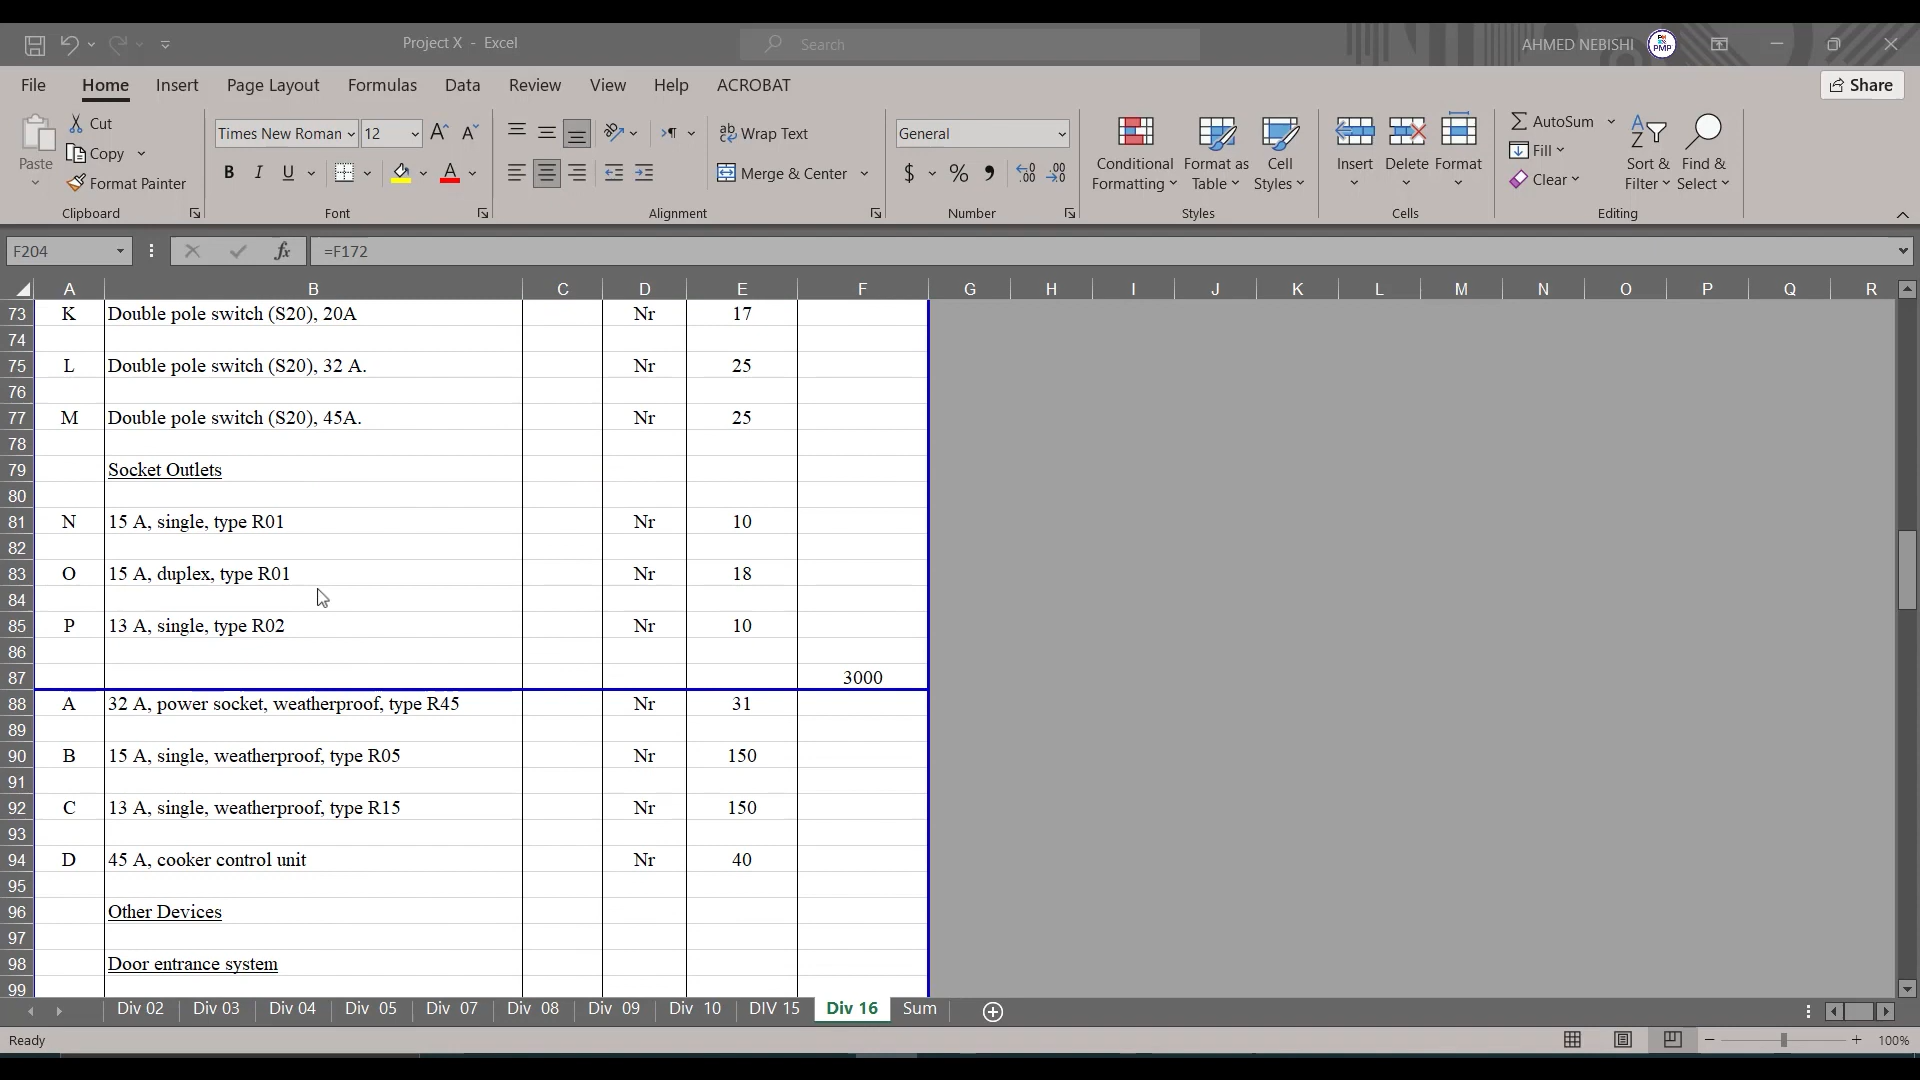 Project X - Excel
Search
AHMED NEBISHI
PMP
File Home Insert Page Layout Formulas Data Review View Help ACROBAT
Share
Paste
Cut
Copy
Format Painter
Clipboard
Times New Roman 12
B I U
Font
ab Wrap Text
Merge & Center
Alignment
General
$ % ,
Number
Conditional Formatting
Format as Table
Cell Styles
Styles
Insert
Delete
Format
Cells
AutoSum
Fill
Clear
Sort & Filter
Find & Select
Editing
F204 fx =F172
A B C D E F G H I J K L M N O P Q R
73 K Double pole switch (S20), 20A Nr 17
74
75 L Double pole switch (S20), 32 A. Nr 25
76
77 M Double pole switch (S20), 45A. Nr 25
78
79 Socket Outlets
80
81 N 15 A, single, type R01 Nr 10
82
83 O 15 A, duplex, type R01 Nr 18
84
85 P 13 A, single, type R02 Nr 10
86
87 3000
88 A 32 A, power socket, weatherproof, type R45 Nr 31
89
90 B 15 A, single, weatherproof, type R05 Nr 150
91
92 C 13 A, single, weatherproof, type R15 Nr 150
93
94 D 45 A, cooker control unit Nr 40
95
96 Other Devices
97
98 Door entrance system
99
Div 02 Div 03 Div 04 Div 05 Div 07 Div 08 Div 09 Div 10 DIV 15 Div 16 Sum
Ready
100%